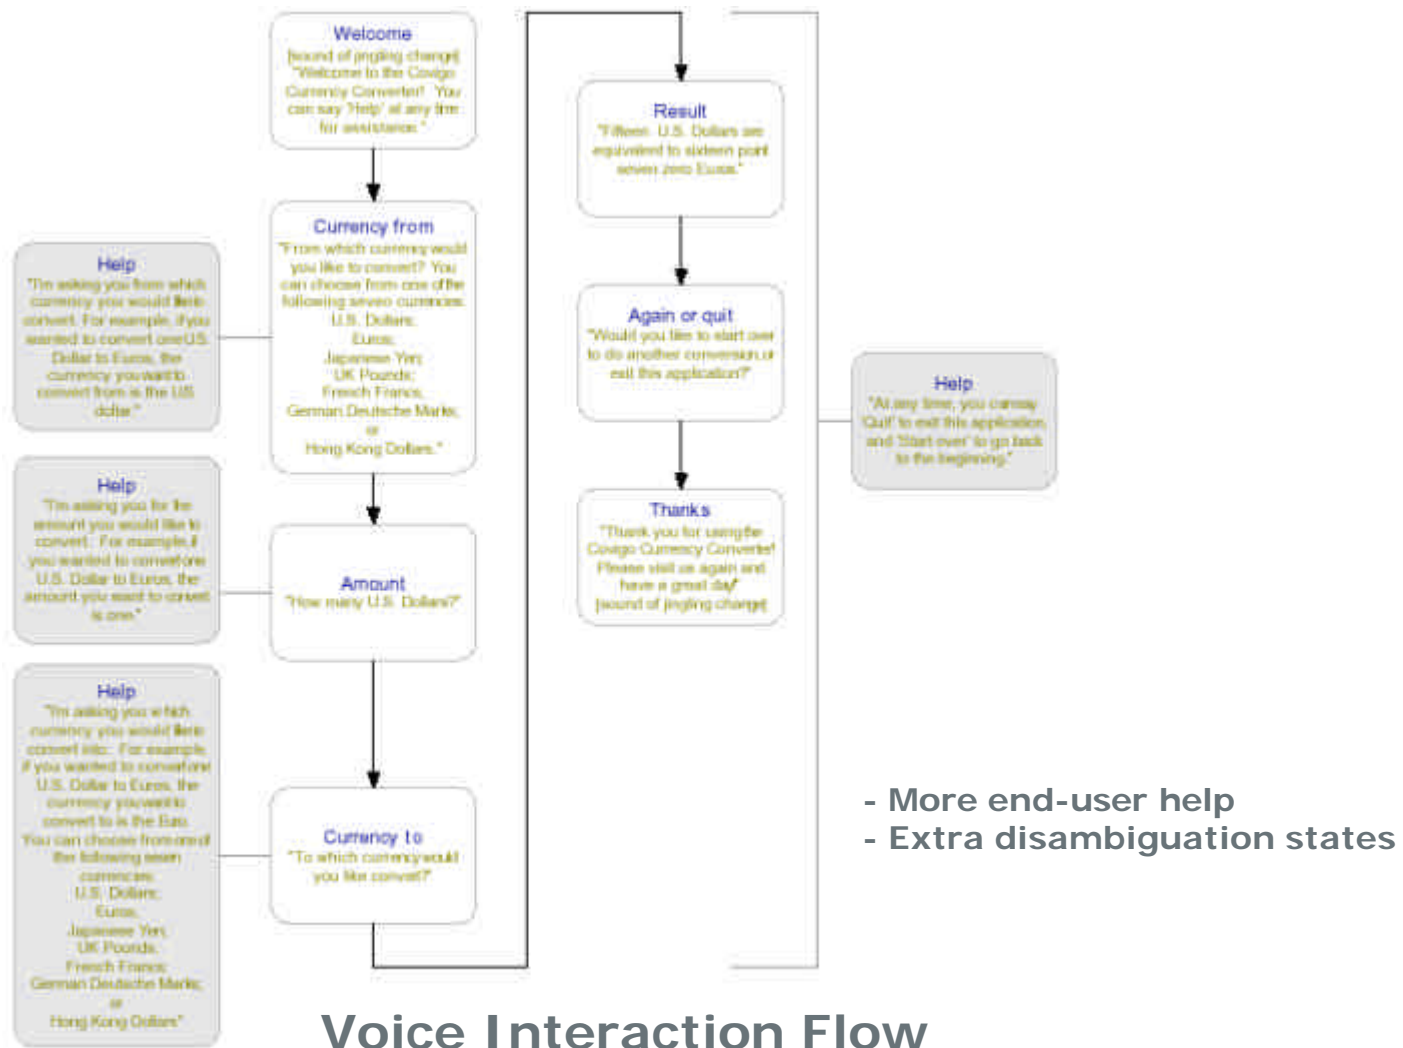 Welcome
[sound of jingling change]
"Welcome to the Covigo
Currency Converter! You
can say 'Help' at any time
for assistance."
Currency from
"From which currency would
you like to convert? You
can choose from one of the
following seven currencies:
U.S. Dollars;
Euros;
Japanese Yen;
UK Pounds;
French Francs;
German Deutsche Marks;
or
Hong Kong Dollars."
Help
"I'm asking you from which
currency you would like to
convert. For example, if you
wanted to convert one U.S.
Dollar to Euros, the
currency you want to
convert from is the US
dollar."
Help
"I'm asking you for the
amount you would like to
convert. For example, if
you wanted to convert one
U.S. Dollar to Euros, the
amount you want to convert
is one."
Amount
"How many U.S. Dollars?"
Help
"I'm asking you which
currency you would like to
convert into. For example,
if you wanted to convert one
U.S. Dollar to Euros, the
currency you want to
convert to is the Euro.
You can choose from one of
the following seven
currencies:
U.S. Dollars;
Euros;
Japanese Yen;
UK Pounds;
French Francs;
German Deutsche Marks;
or
Hong Kong Dollars"
Currency to
"To which currency would
you like convert?"
Result
"Fifteen U.S. Dollars are
equivalent to sixteen point
seven zero Euros."
Again or quit
"Would you like to start over
to do another conversion, or
exit this application?"
Thanks
"Thank you for using the
Covigo Currency Converter!
Please visit us again and
have a great day!"
[sound of jingling change]
Help
"At any time, you can say
'Quit' to exit this application,
and 'Start over' to go back
to the beginning."
- More end-user help
- Extra disambiguation states
Voice Interaction Flow